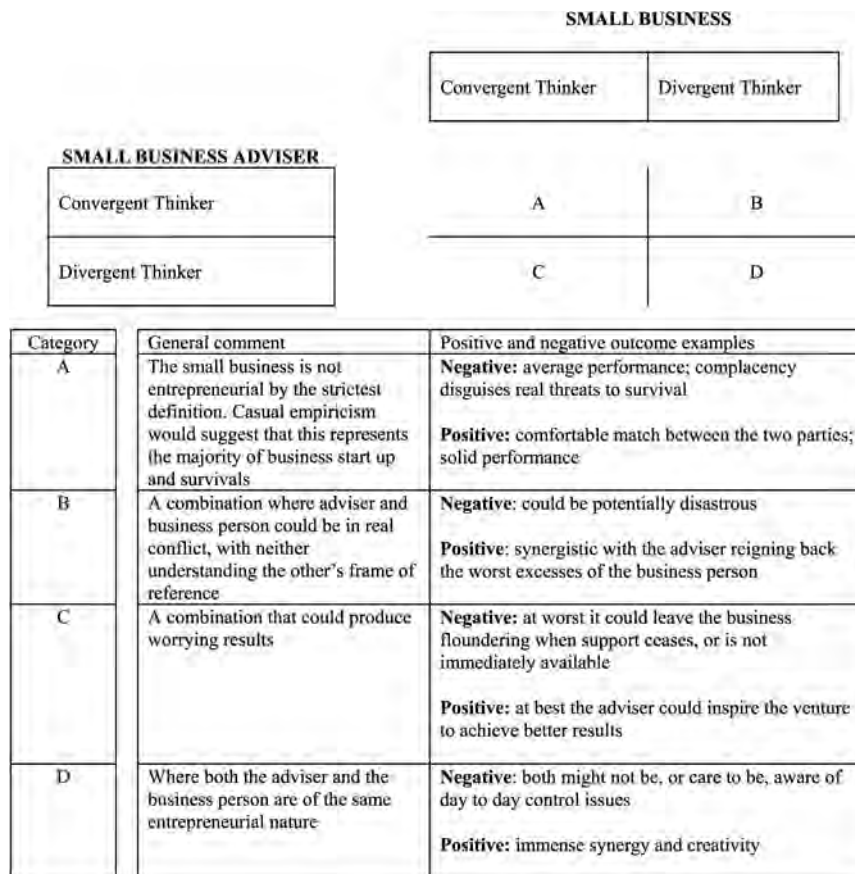 SMALL BUSINESS
Convergent Thinker
Divergent Thinker
SMALL BUSINESS ADVISER
Convergent Thinker
A
B
Divergent Thinker
C
D
Category
General comment
Positive and negative outcome examples
A
The small business is not
entrepreneurial by the strictest
definition. Casual empiricism
would suggest that this represents
the majority of business start up
and survivals
Negative: average performance; complacency
disguises real threats to survival
Positive: comfortable match between the two parties;
solid performance
B
A combination where adviser and
business person could be in real
conflict, with neither
understanding the other's frame of
reference
Negative: could be potentially disastrous
Positive: synergistic with the adviser reigning back
the worst excesses of the business person
C
A combination that could produce
worrying results
Negative: at worst it could leave the business
floundering when support ceases, or is not
immediately available
Positive: at best the adviser could inspire the venture
to achieve better results
D
Where both the adviser and the
business person are of the same
entrepreneurial nature
Negative: both might not be, or care to be, aware of
day to day control issues
Positive: immense synergy and creativity